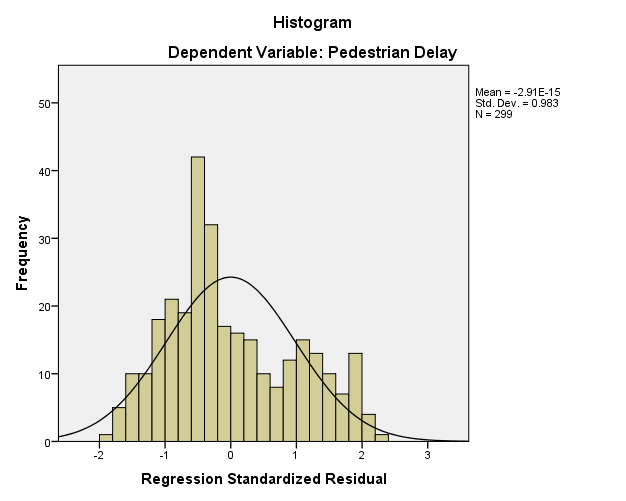 Histogram
Dependent Variable: Pedestrian Delay
Mean = -2.91E-15
Std. Dev. = 0.983
N = 299
Frequency
50
40
30
20
10
0
-2 -1 0 1 2 3
Regression Standardized Residual